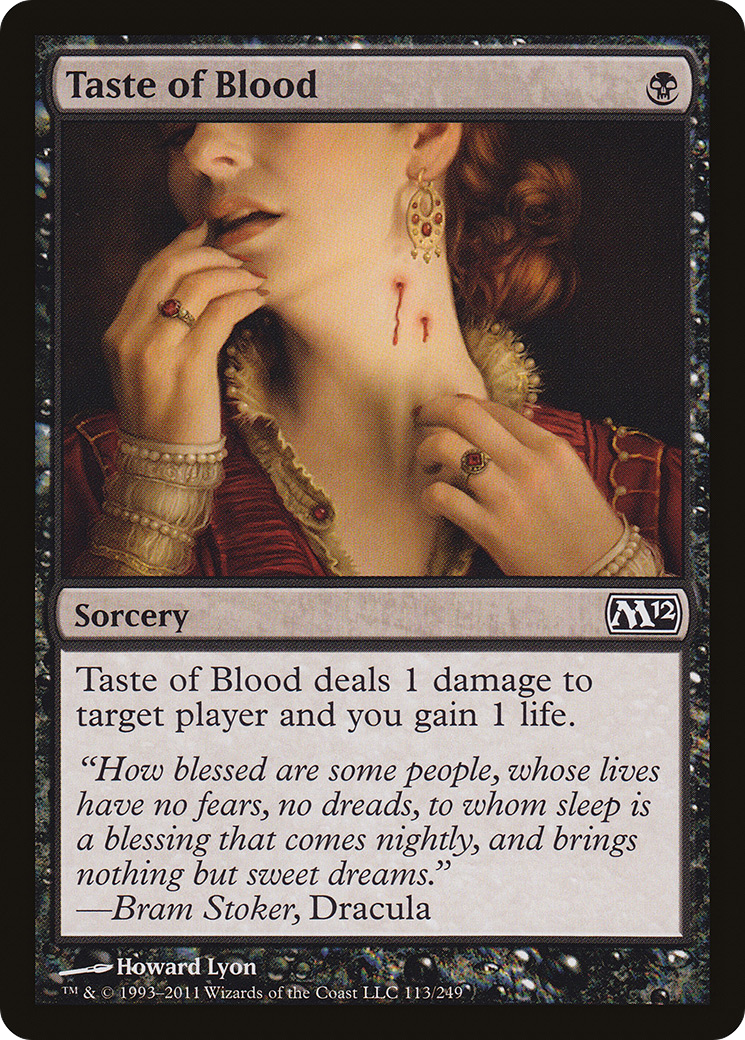 Taste of Blood
Sorcery
M12
Taste of Blood deals 1 damage to
target player and you gain 1 life.
“How blessed are some people, whose lives
have no fears, no dreads, to whom sleep is
a blessing that comes nightly, and brings
nothing but sweet dreams.”
—Bram Stoker, Dracula
Howard Lyon
™ & © 1993–2011 Wizards of the Coast LLC 113/249